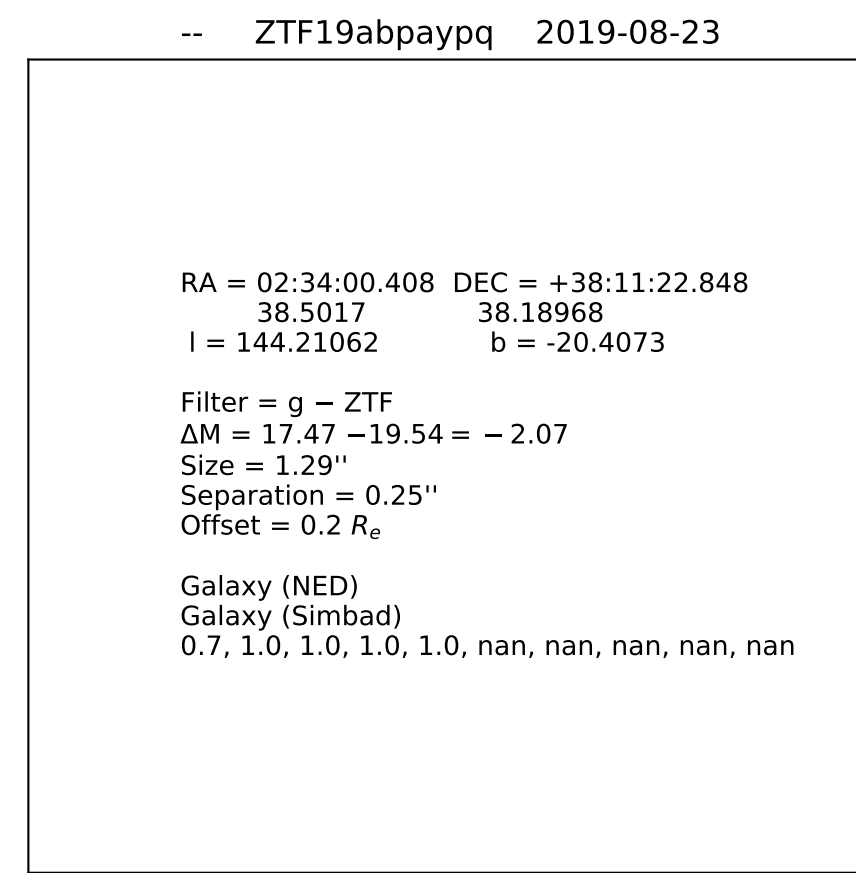 -- ZTF19abpaypq 2019-08-23
RA = 02:34:00.408 DEC = +38:11:22.848
38.5017 38.18968
l = 144.21062 b = -20.4073
Filter = g − ZTF
ΔM = 17.47 −19.54 = − 2.07
Size = 1.29''
Separation = 0.25''
Offset = 0.2 Rₑ
Galaxy (NED)
Galaxy (Simbad)
0.7, 1.0, 1.0, 1.0, 1.0, nan, nan, nan, nan, nan